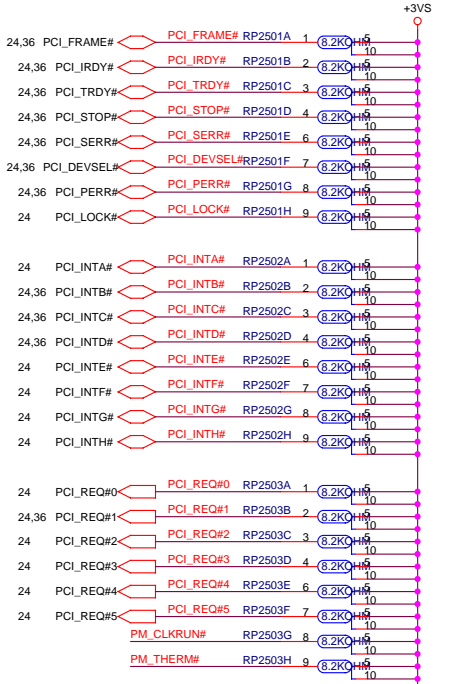 +3VS
24,36 PCI_FRAME# PCI_FRAME# RP2501A 1 8.2KOHM 5
10
24,36 PCI_IRDY# PCI_IRDY# RP2501B 2 8.2KOHM 5
10
24,36 PCI_TRDY# PCI_TRDY# RP2501C 3 8.2KOHM 5
10
24,36 PCI_STOP# PCI_STOP# RP2501D 4 8.2KOHM 5
10
24,36 PCI_SERR# PCI_SERR# RP2501E 6 8.2KOHM 5
10
24,36 PCI_DEVSEL# PCI_DEVSEL# RP2501F 7 8.2KOHM 5
10
24,36 PCI_PERR# PCI_PERR# RP2501G 8 8.2KOHM 5
10
24 PCI_LOCK# PCI_LOCK# RP2501H 9 8.2KOHM 5
10
24 PCI_INTA# PCI_INTA# RP2502A 1 8.2KOHM 5
10
24,36 PCI_INTB# PCI_INTB# RP2502B 2 8.2KOHM 5
10
24,36 PCI_INTC# PCI_INTC# RP2502C 3 8.2KOHM 5
10
24,36 PCI_INTD# PCI_INTD# RP2502D 4 8.2KOHM 5
10
24 PCI_INTE# PCI_INTE# RP2502E 6 8.2KOHM 5
10
24 PCI_INTF# PCI_INTF# RP2502F 7 8.2KOHM 5
10
24 PCI_INTG# PCI_INTG# RP2502G 8 8.2KOHM 5
10
24 PCI_INTH# PCI_INTH# RP2502H 9 8.2KOHM 5
10
24 PCI_REQ#0 PCI_REQ#0 RP2503A 1 8.2KOHM 5
10
24,36 PCI_REQ#1 PCI_REQ#1 RP2503B 2 8.2KOHM 5
10
24 PCI_REQ#2 PCI_REQ#2 RP2503C 3 8.2KOHM 5
10
24 PCI_REQ#3 PCI_REQ#3 RP2503D 4 8.2KOHM 5
10
24 PCI_REQ#4 PCI_REQ#4 RP2503E 6 8.2KOHM 5
10
24 PCI_REQ#5 PCI_REQ#5 RP2503F 7 8.2KOHM 5
10
PM_CLKRUN# RP2503G 8 8.2KOHM 5
10
PM_THERM# RP2503H 9 8.2KOHM 5
10